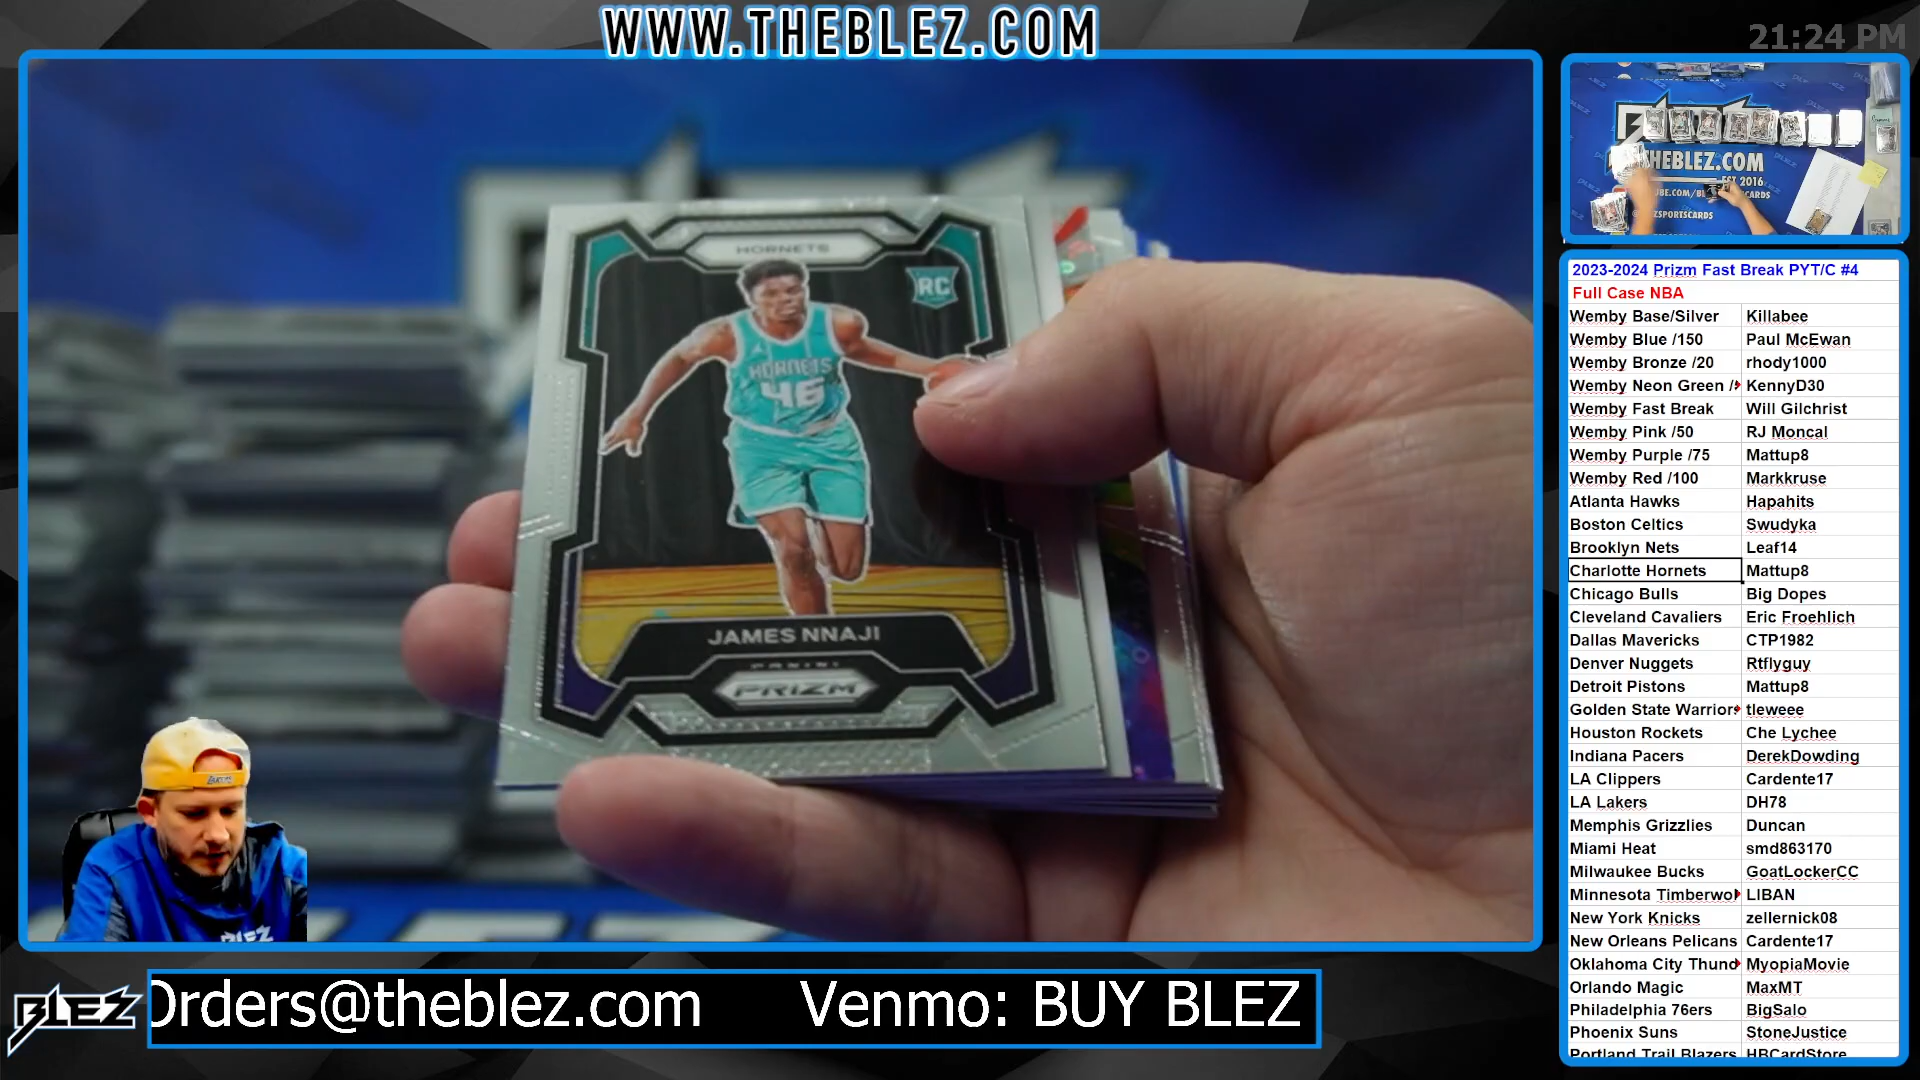 WWW.THEBLEZ.COM
21:24 PM
HORNETS
RC
HORNETS
46
JAMES NNAJI
PANINI
PRIZM
THEBLEZ.COM
EST 2016
2023-2024 Prizm Fast Break PYT/C #4
Full Case NBA
Wemby Base/Silver Killabee
Wemby Blue /150 Paul McEwan
Wemby Bronze /20 rhody1000
Wemby Neon Green / KennyD30
Wemby Fast Break Will Gilchrist
Wemby Pink /50 RJ Moncal
Wemby Purple /75 Mattup8
Wemby Red /100 Markkruse
Atlanta Hawks Hapahits
Boston Celtics Swudyka
Brooklyn Nets Leaf14
Charlotte Hornets Mattup8
Chicago Bulls Big Dopes
Cleveland Cavaliers Eric Froehlich
Dallas Mavericks CTP1982
Denver Nuggets Rtflyguy
Detroit Pistons Mattup8
Golden State Warriors tleweee
Houston Rockets Che Lychee
Indiana Pacers DerekDowding
LA Clippers Cardente17
LA Lakers DH78
Memphis Grizzlies Duncan
Miami Heat smd863170
Milwaukee Bucks GoatLockerCC
Minnesota Timberwol LIBAN
New York Knicks zellernick08
New Orleans Pelicans Cardente17
Oklahoma City Thund MyopiaMovie
Orlando Magic MaxMT
Philadelphia 76ers BigSalo
Phoenix Suns StoneJustice
Portland Trail Blazers HBCardStore
BLEZ
Orders@theblez.com Venmo: BUY BLEZ